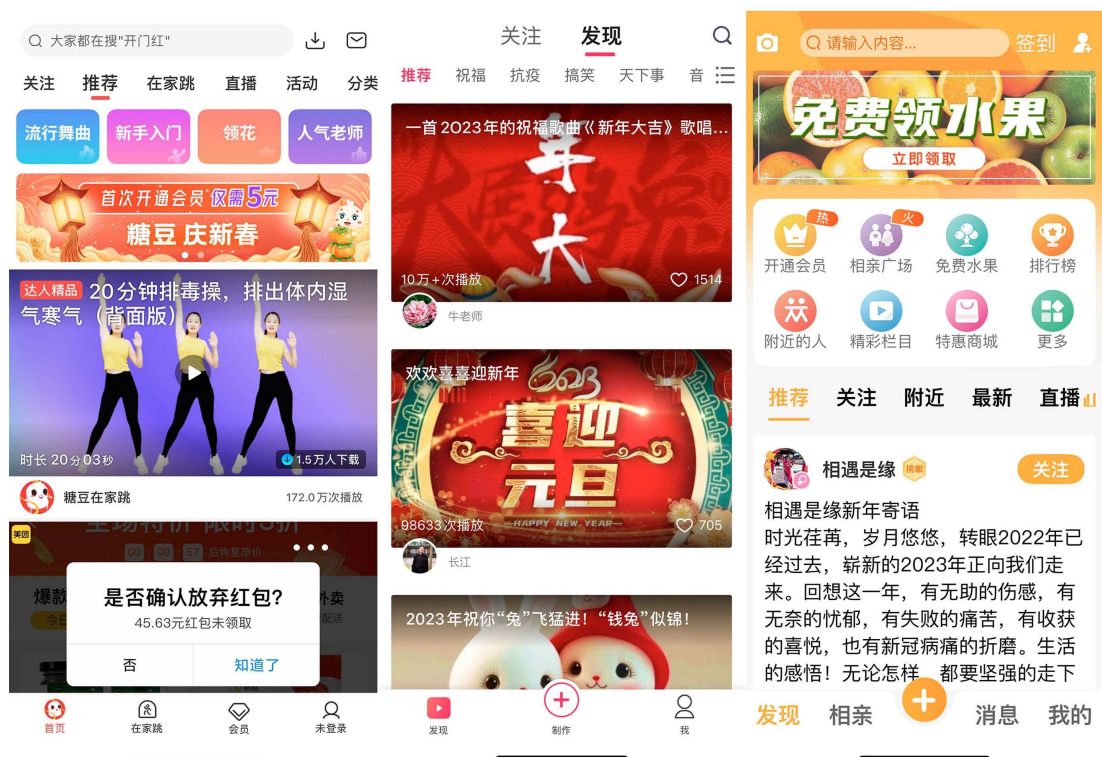 大家都在搜"开门红"
关注 推荐 在家跳 直播 活动 分类
流行舞曲 新手入门 领花 人气老师
首次开通会员 仅需5元
糖豆 庆新春
达人精品 20分钟排毒操，排出体内湿
气寒气（背面版）
时长 20分03秒 1.5万人下载
糖豆在家跳 172.0万次播放
美团
全场特价 限时3折
00 : 09 : 57 后恢复原价
是否确认放弃红包?
45.63元红包未领取
否 知道了
爆款
外卖
配送
首页 在家跳 会员 未登录
关注 发现
推荐 祝福 抗疫 搞笑 天下事 音
一首2023年的祝福歌曲《新年大吉》歌唱...
年
大
10万+次播放 1514
牛老师
欢欢喜喜迎新年
2023
喜迎
元旦
HAPPY NEW YEAR
98633次播放 705
长江
2023年祝你“兔”飞猛进！“钱兔”似锦！
发现 制作 我
请输入内容... 签到
免费领水果
立即领取
热 火
开通会员 相亲广场 免费水果 排行榜
附近的人 精彩栏目 特惠商城 更多
推荐 关注 附近 最新 直播
相遇是缘 榜眼 关注
相遇是缘新年寄语
时光荏苒，岁月悠悠，转眼2022年已
经过去，崭新的2023年正向我们走
来。回想这一年，有无助的伤感，有
无奈的忧郁，有失败的痛苦，有收获
的喜悦，也有新冠病痛的折磨。生活
的感悟！无论怎样，都要坚强的走下
发现 相亲 消息 我的